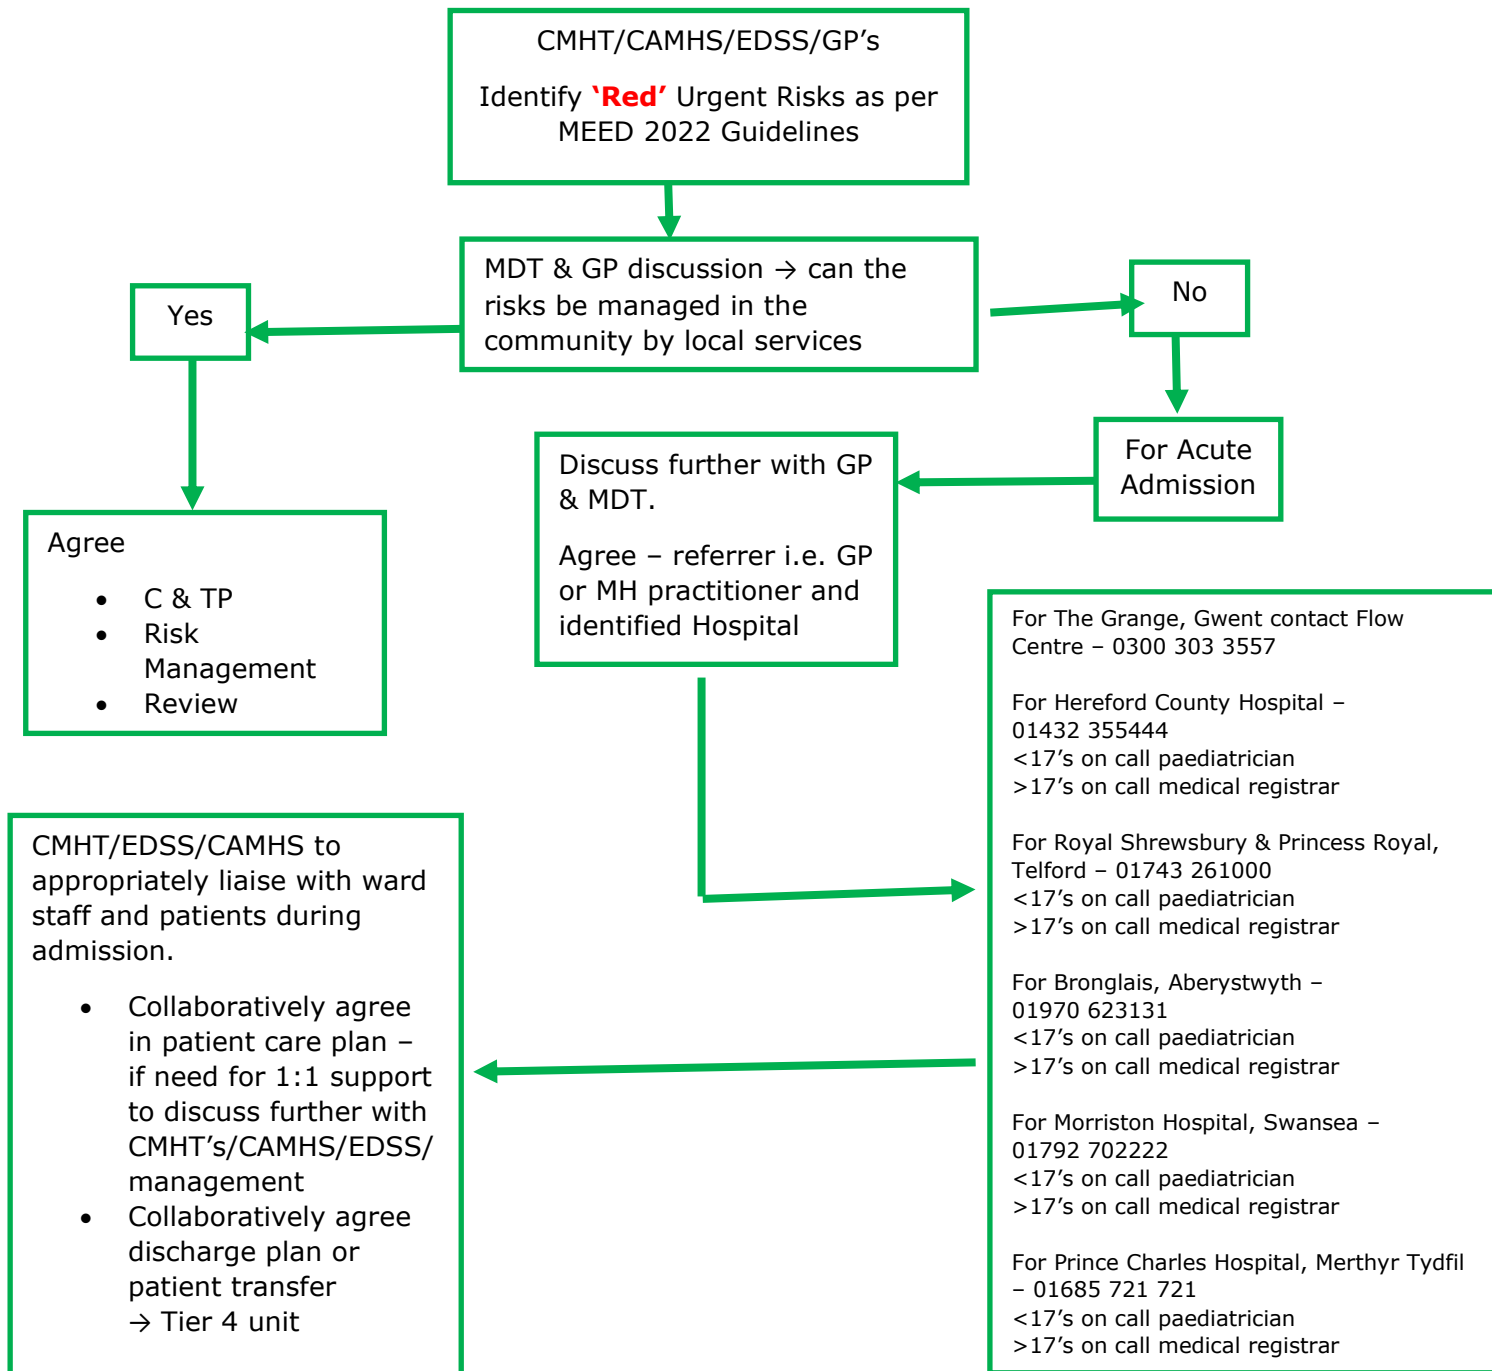 CMHT/CAMHS/EDSS/GP’s
Identify ‘Red’ Urgent Risks as per
MEED 2022 Guidelines
MDT & GP discussion → can the
risks be managed in the
community by local services
Yes
No
Agree
• C & TP
• Risk
Management
• Review
For Acute
Admission
Discuss further with GP
& MDT.
Agree – referrer i.e. GP
or MH practitioner and
identified Hospital
For The Grange, Gwent contact Flow
Centre – 0300 303 3557
For Hereford County Hospital –
01432 355444
<17’s on call paediatrician
>17’s on call medical registrar
For Royal Shrewsbury & Princess Royal,
Telford – 01743 261000
<17’s on call paediatrician
>17’s on call medical registrar
For Bronglais, Aberystwyth –
01970 623131
<17’s on call paediatrician
>17’s on call medical registrar
For Morriston Hospital, Swansea –
01792 702222
<17’s on call paediatrician
>17’s on call medical registrar
For Prince Charles Hospital, Merthyr Tydfil
– 01685 721 721
<17’s on call paediatrician
>17’s on call medical registrar
CMHT/EDSS/CAMHS to
appropriately liaise with ward
staff and patients during
admission.
• Collaboratively agree
in patient care plan –
if need for 1:1 support
to discuss further with
CMHT’s/CAMHS/EDSS/
management
• Collaboratively agree
discharge plan or
patient transfer
→ Tier 4 unit